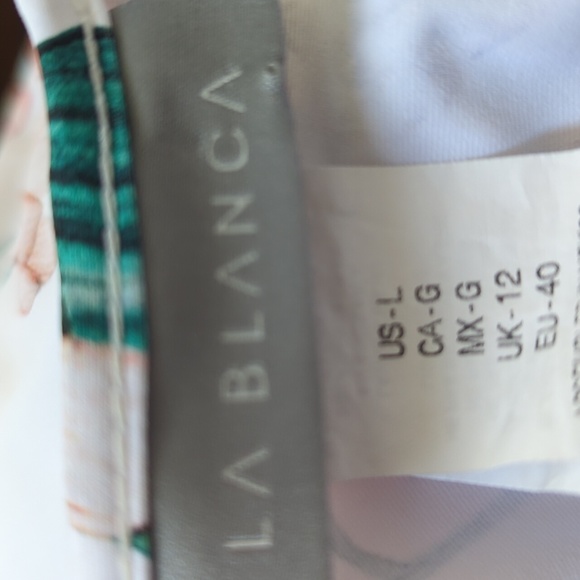 LA BLANCA
US-L
CA-G
MX-G
UK-12
EU-40